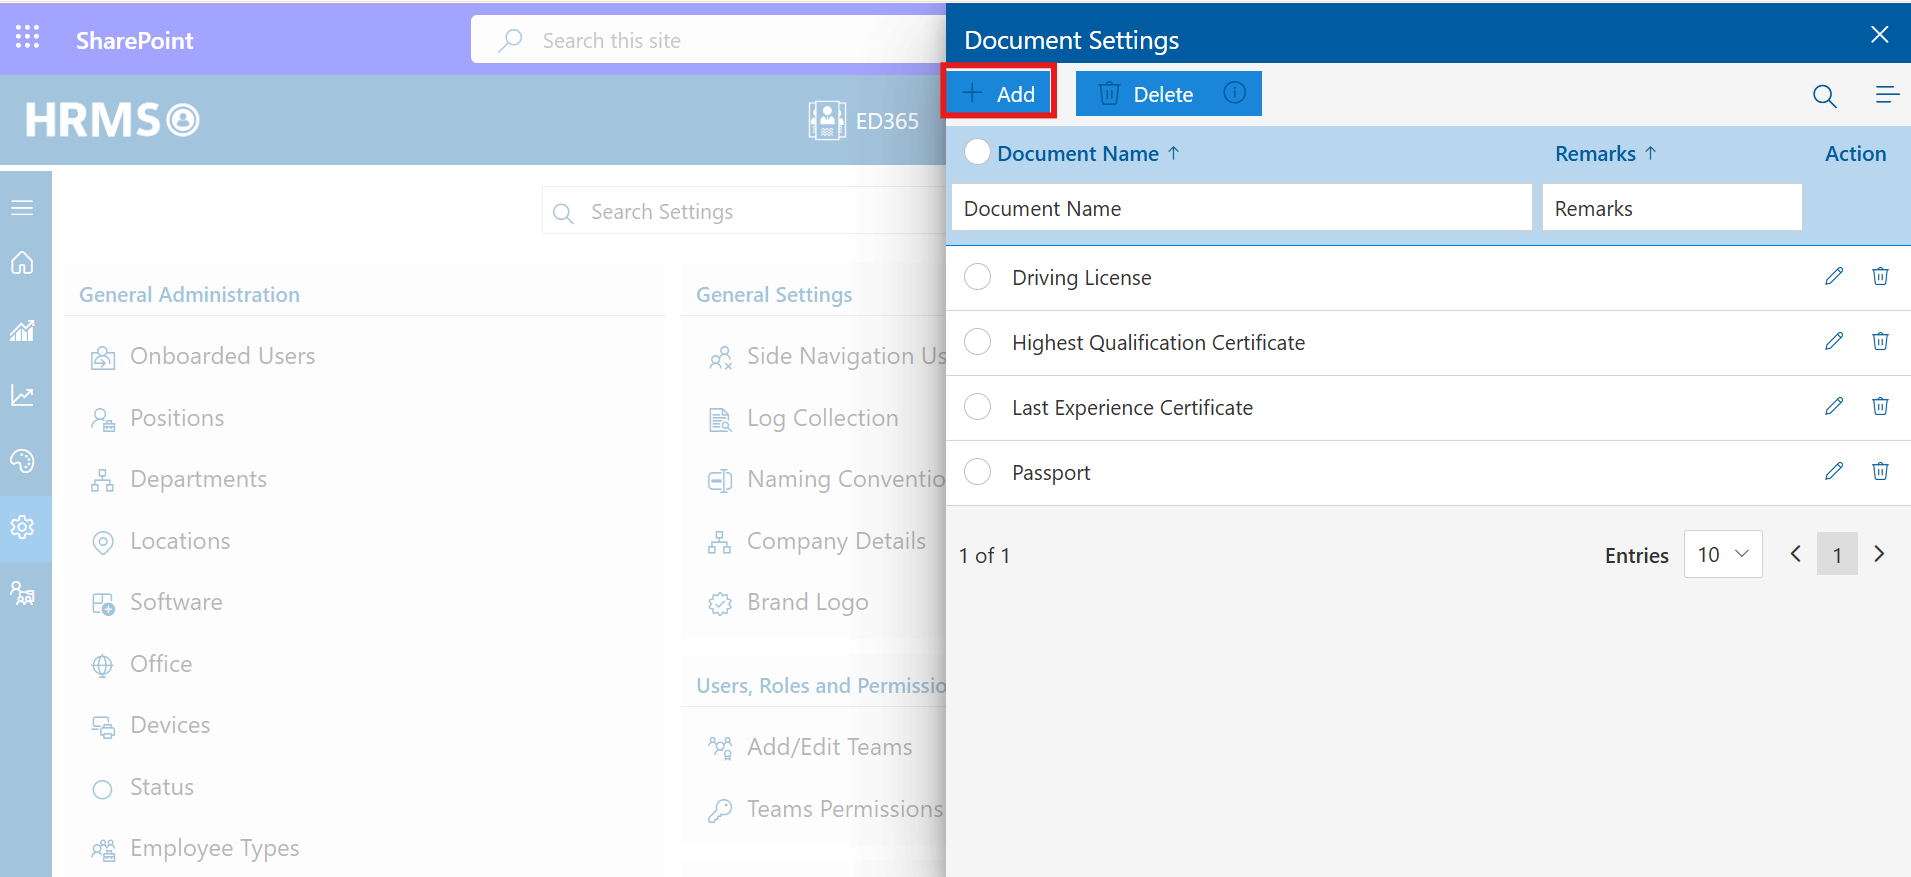 SharePoint
Search this site
HRMS
ED365
Search Settings
General Administration
Onboarded Users
Positions
Departments
Locations
Software
Office
Devices
Status
Employee Types
General Settings
Side Navigation Us
Log Collection
Naming Conventio
Company Details
Brand Logo
Users, Roles and Permissio
Add/Edit Teams
Teams Permissions
Document Settings
Add
Delete
Document Name ↑ Remarks ↑ Action
Document Name Remarks
Driving License
Highest Qualification Certificate
Last Experience Certificate
Passport
1 of 1 Entries 10 1